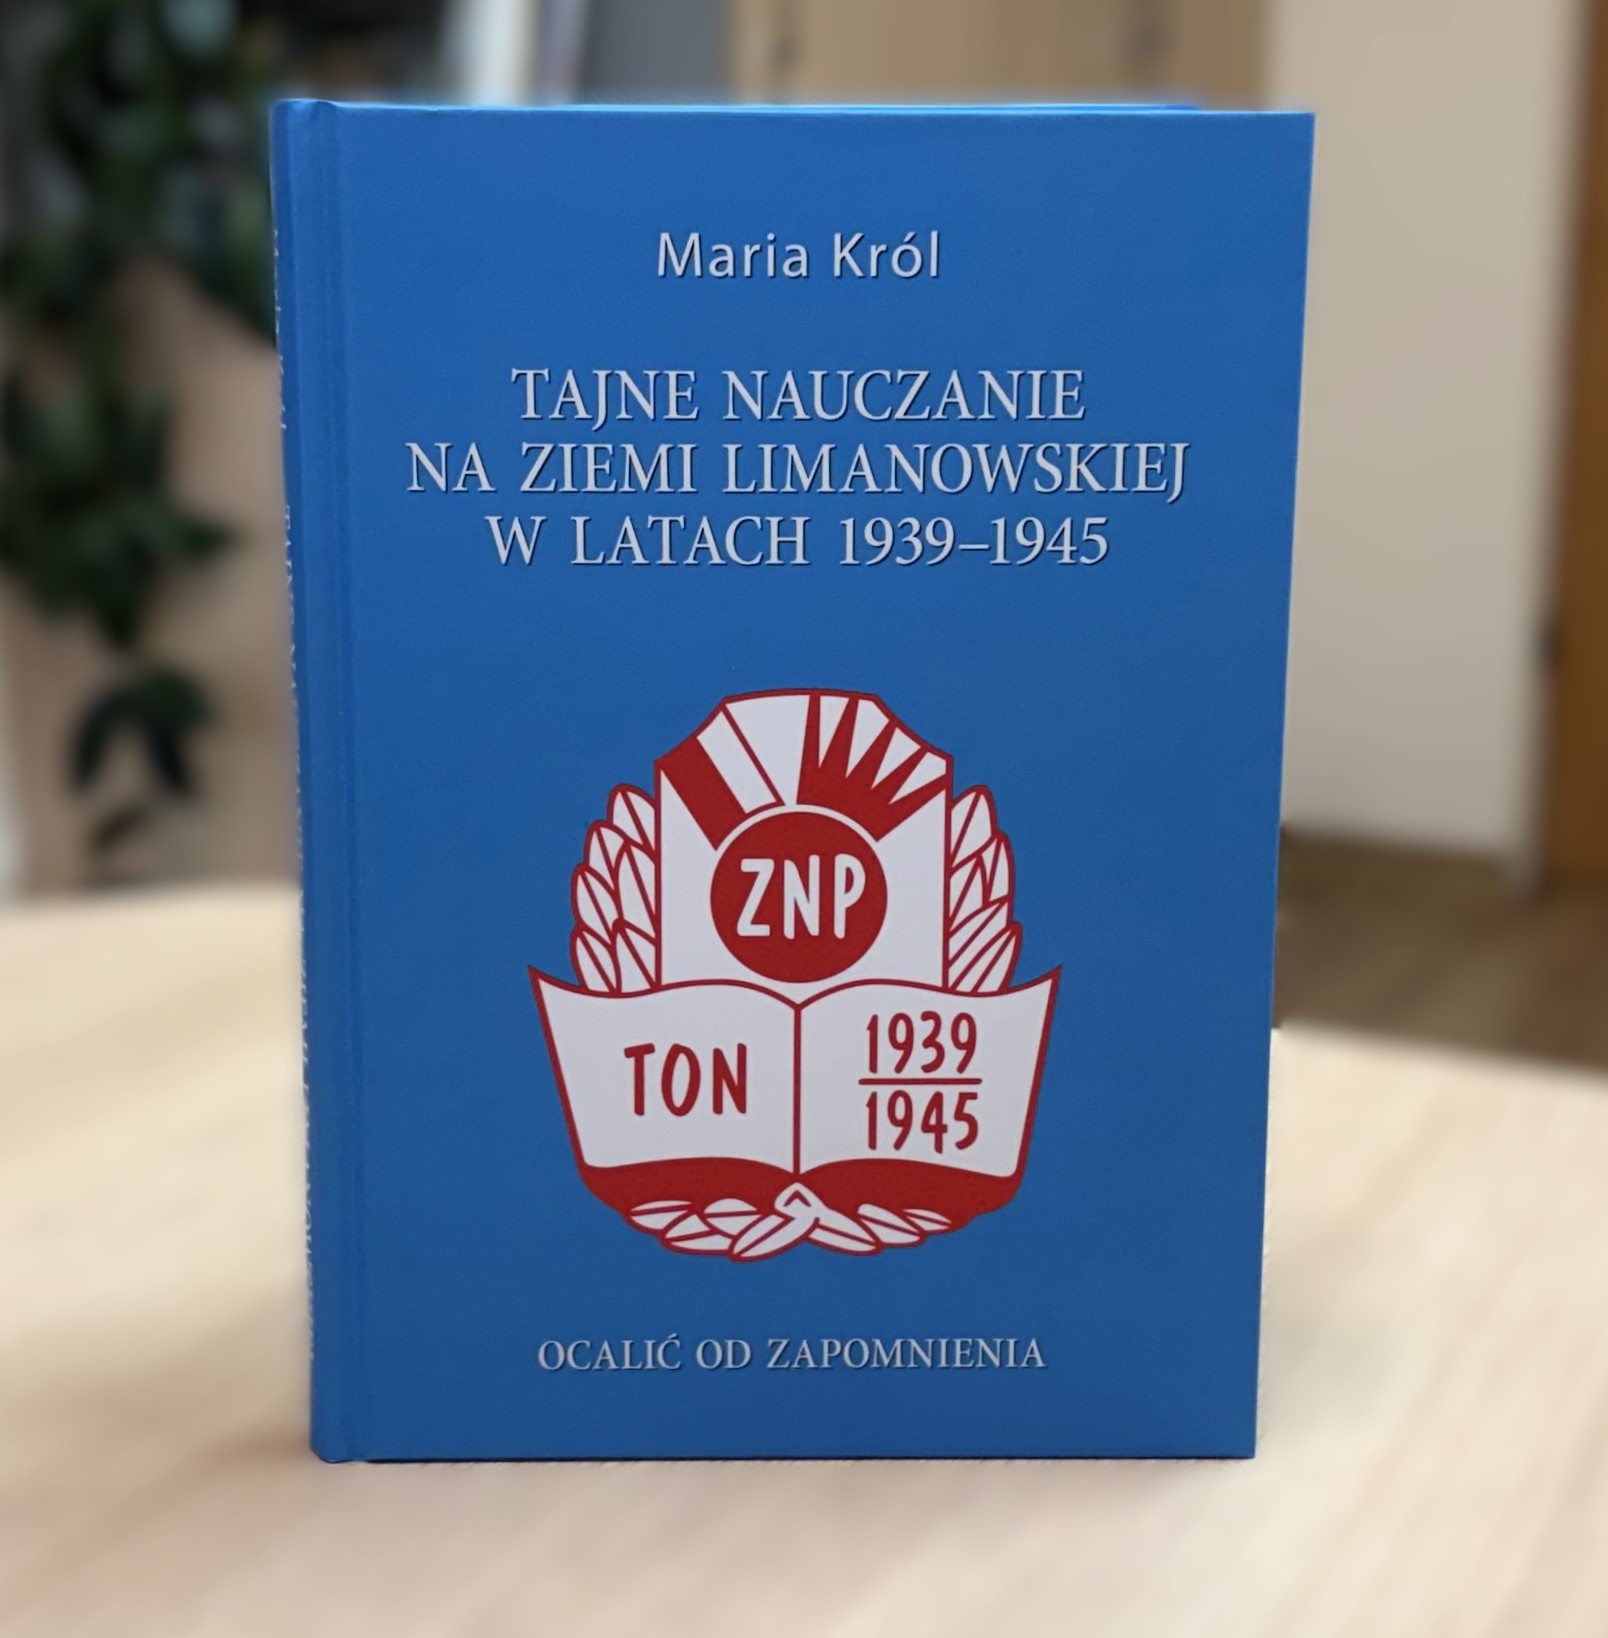 Maria Król
TAJNE NAUCZANIE
NA ZIEMI LIMANOWSKIEJ
W LATACH 1939–1945
ZNP
TON
1939
1945
OCALIĆ OD ZAPOMNIENIA